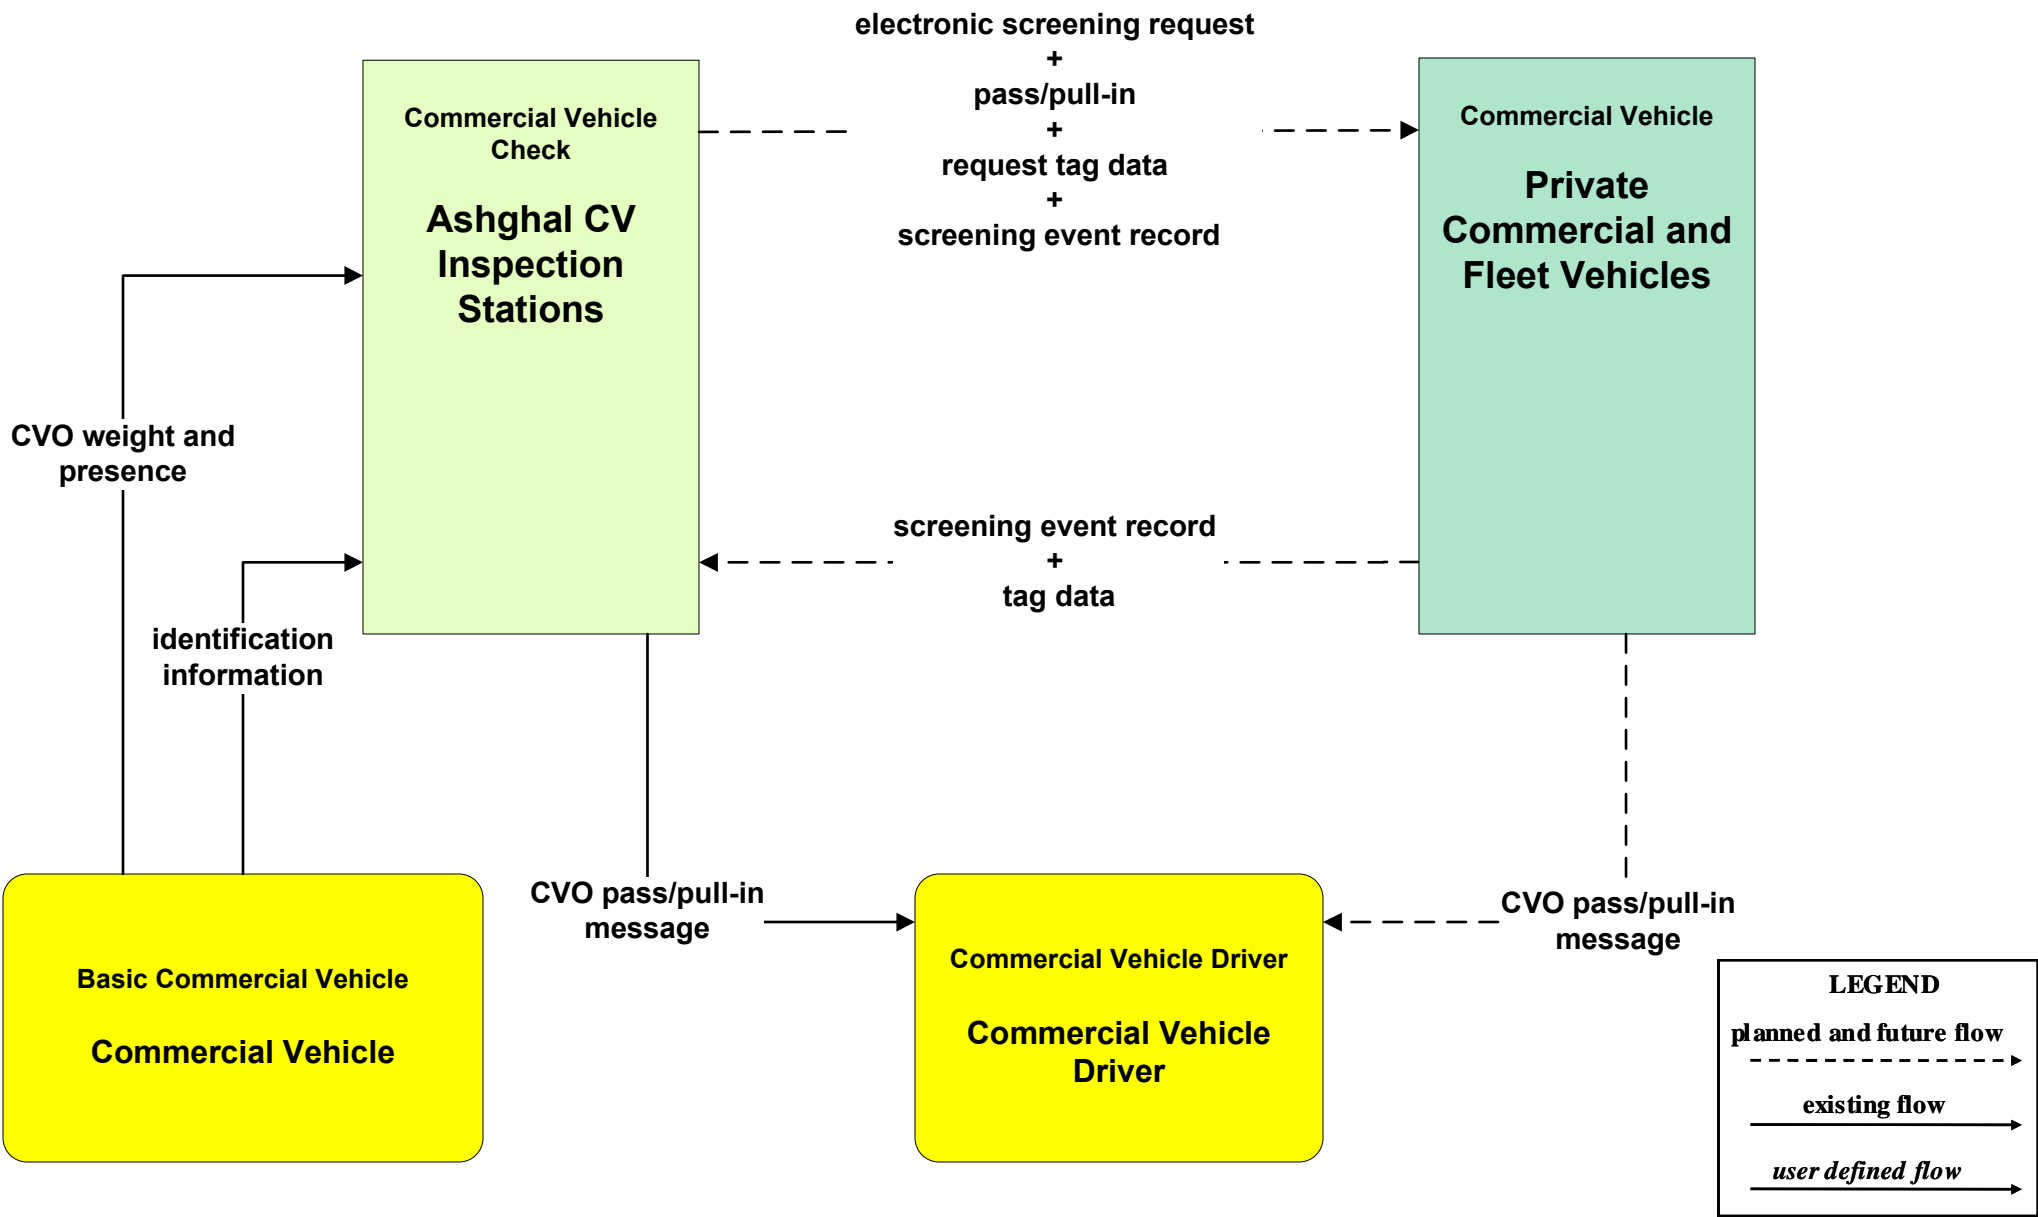 electronic screening request
+
pass/pull-in
+
request tag data
+
screening event record
Commercial Vehicle
Check
Ashghal CV
Inspection
Stations
Commercial Vehicle
Private
Commercial and
Fleet Vehicles
CVO weight and
presence
screening event record
+
tag data
identification
information
CVO pass/pull-in
message
CVO pass/pull-in
message
Basic Commercial Vehicle
Commercial Vehicle
Commercial Vehicle Driver
Commercial Vehicle
Driver
LEGEND
planned and future flow
existing flow
user defined flow